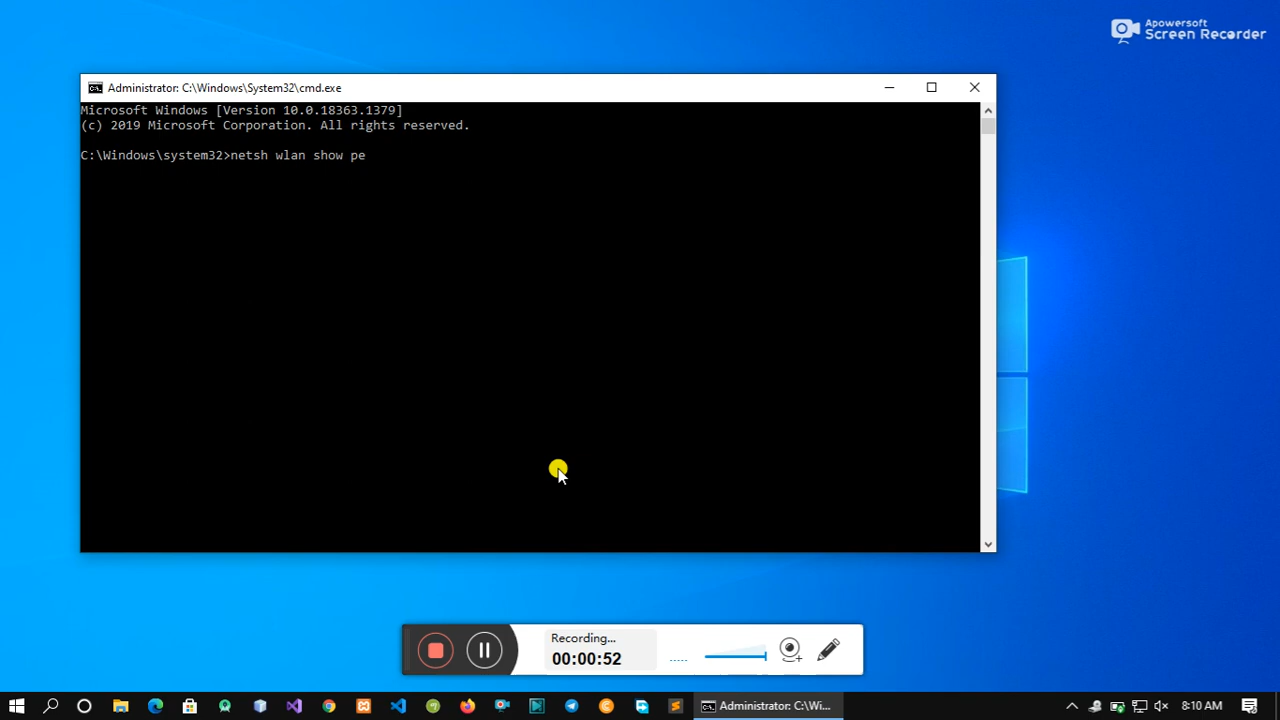 Apowersoft
Screen Recorder
Administrator: C:\Windows\System32\cmd.exe
Microsoft Windows [Version 10.0.18363.1379]
(c) 2019 Microsoft Corporation. All rights reserved.
C:\Windows\system32>netsh wlan show pe
Recording...
00:00:52
Administrator: C:\Wi...
8:10 AM